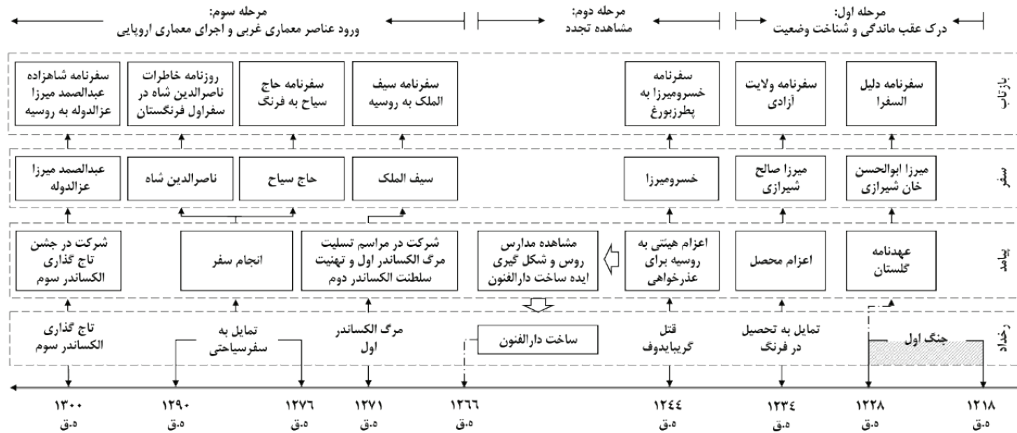 مرحله اول:
درک عقب ماندگی و شناخت وضعیت
مرحله دوم:
مشاهده تجدد
مرحله سوم:
ورود عناصر معماری غربی و اجرای معماری اروپایی
بازتاب
سفرنامه دلیل
السفرا
سفرنامه ولایت
آزادی
سفرنامه
خسرومیرزا به
پطرزبورغ
سفرنامه سیف
الملک به روسیه
سفرنامه حاج
سیاح به فرنگ
روزنامه خاطرات
ناصرالدین شاه در
سفراول فرنگستان
سفرنامه شاهزاده
عبدالصمد میرزا
عزالدوله به روسیه
سفر
میرزا ابوالحسن
خان شیرازی
میرزا صالح
شیرازی
خسرومیرزا
سیف الملک
حاج سیاح
ناصرالدین شاه
عبدالصمد میرزا
عزالدوله
پیامد
عهدنامه
گلستان
اعزام محصل
اعزام هیئتی به
روسیه برای
عذرخواهی
مشاهده مدارس
روس و شکل گیری
ایده ساخت دارالفنون
شرکت در مراسم تسلیت
مرگ الکساندر اول و تهنیت
سلطنت الکساندر دوم
انجام سفر
شرکت در جشن
تاج گذاری
الکساندر سوم
رخداد
جنگ اول
تمایل به تحصیل
در فرنگ
قتل
گریبایدوف
ساخت دارالفنون
مرگ الکساندر
اول
تمایل به
سفرسیاحتی
تاج گذاری
الکساندر سوم
۱۲۱۸
ه.ق
۱۲۲۸
ه.ق
۱۲۳۴
ه.ق
۱۲۴۴
ه.ق
۱۲۶۶
ه.ق
۱۲۷۱
ه.ق
۱۲۷۶
ه.ق
۱۲۹۰
ه.ق
۱۳۰۰
ه.ق